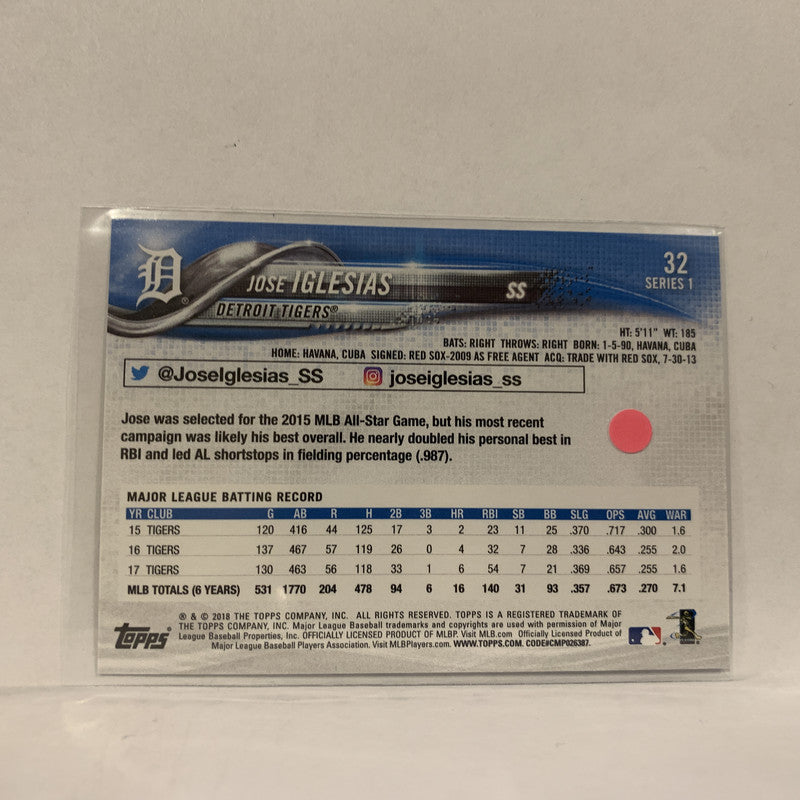 D
JOSE IGLESIAS
SS
DETROIT TIGERS®
32
SERIES 1
HT: 5'11" WT: 185
BATS: RIGHT THROWS: RIGHT BORN: 1-5-90, HAVANA, CUBA
HOME: HAVANA, CUBA SIGNED: RED SOX-2009 AS FREE AGENT ACQ: TRADE WITH RED SOX, 7-30-13
@JoseIglesias_SS joseiglesias_ss
Jose was selected for the 2015 MLB All-Star Game, but his most recent
campaign was likely his best overall. He nearly doubled his personal best in
RBI and led AL shortstops in fielding percentage (.987).
MAJOR LEAGUE BATTING RECORD
YR CLUB G AB R H 2B 3B HR RBI SB BB SLG OPS AVG WAR
15 TIGERS 120 416 44 125 17 3 2 23 11 25 .370 .717 .300 1.6
16 TIGERS 137 467 57 119 26 0 4 32 7 28 .336 .643 .255 2.0
17 TIGERS 130 463 56 118 33 1 6 54 7 21 .369 .657 .255 1.6
MLB TOTALS (6 YEARS) 531 1770 204 478 94 6 16 140 31 93 .357 .673 .270 7.1
® & © 2018 THE TOPPS COMPANY, INC. ALL RIGHTS RESERVED. TOPPS IS A REGISTERED TRADEMARK OF
THE TOPPS COMPANY, INC. Major League Baseball trademarks and copyrights are used with permission of Major
League Baseball Properties, Inc. OFFICIALLY LICENSED PRODUCT OF MLBP. Visit MLB.com Officially Licensed Product of
Major League Baseball Players Association. Visit MLBPlayers.com. WWW.TOPPS.COM. CODE#CMP026387.
TOPPS